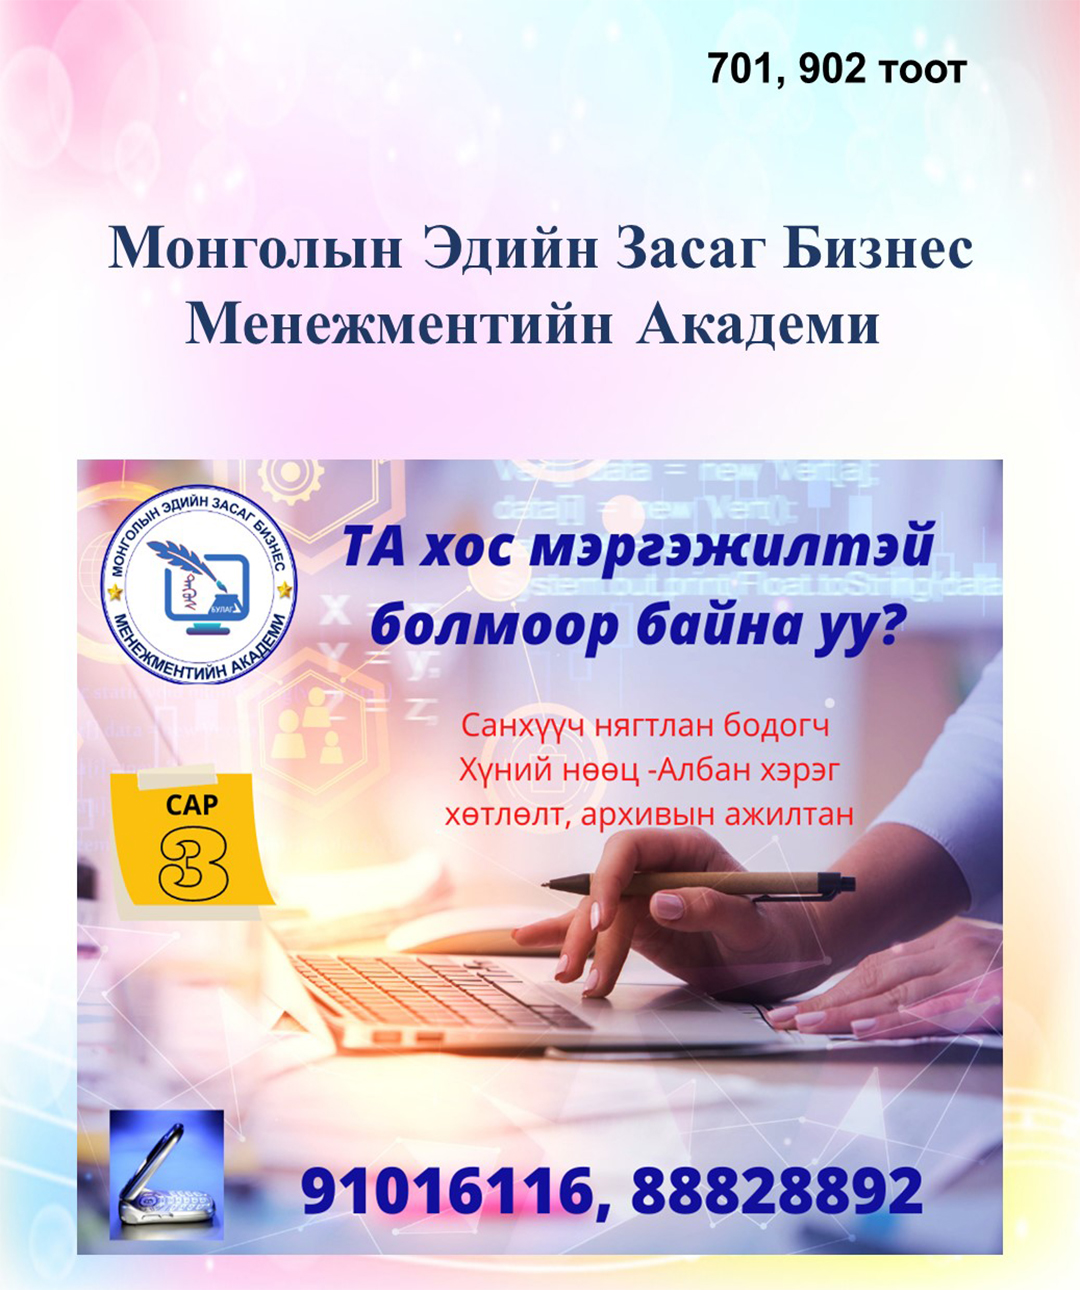 701, 902 тоот
Монголын Эдийн Засаг Бизнес
Менежментийн Академи
МОНГОЛЫН ЭДИЙН ЗАСАГ БИЗНЕС
МЕНЕЖМЕНТИЙН АКАДЕМИ
БУЛАГ
ТА хос мэргэжилтэй
болмоор байна уу?
Санхүүч нягтлан бодогч
Хүний нөөц -Албан хэрэг
хөтлөлт, архивын ажилтан
САР
3
91016116, 88828892